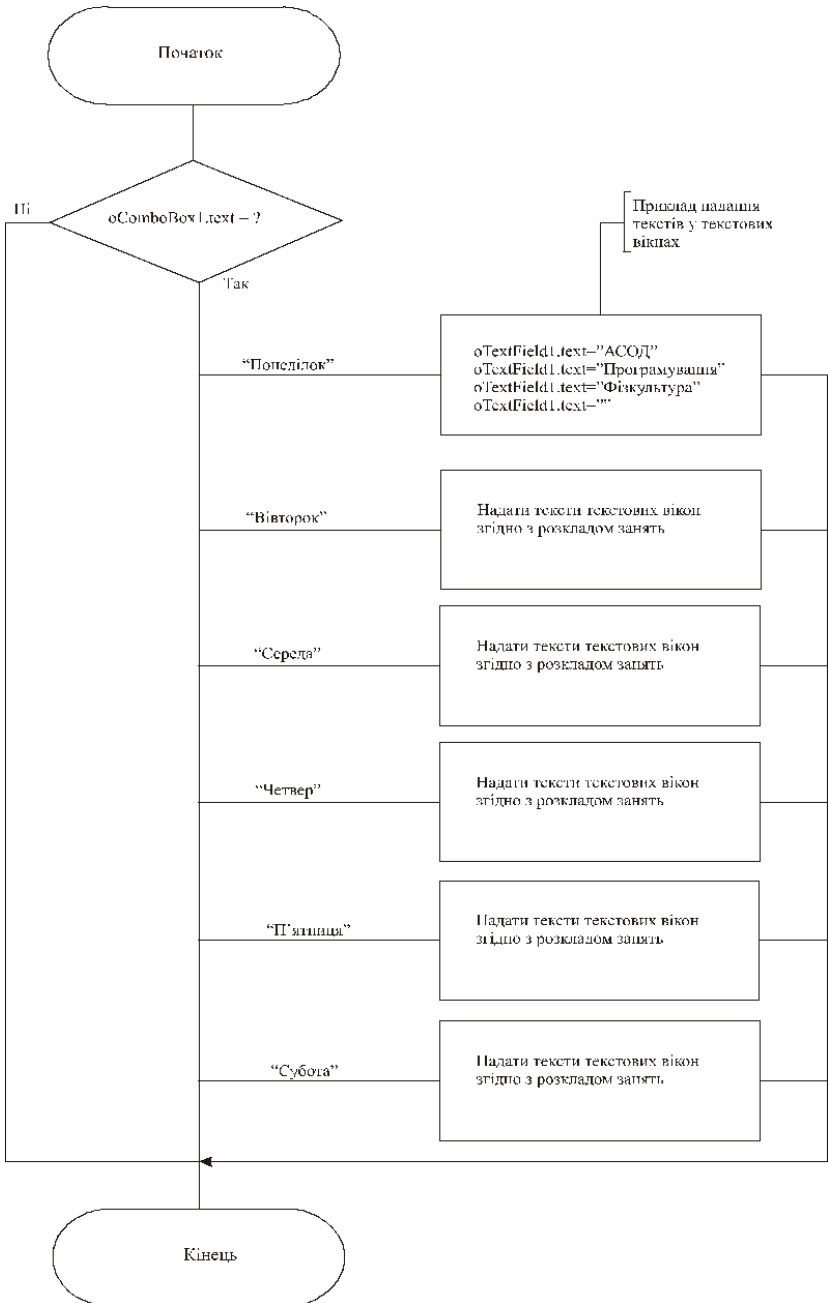 Початок
Ні
oComboBox1.text = ?
Так
Приклад надання
текстів у текстових
вікнах
“Понеділок”
oTextField1.text=”АСОД”
oTextField1.text=”Програмування”
oTextField1.text=”Фізкультура”
oTextField1.text=””
“Вівторок”
Надати тексти текстових вікон
згідно з розкладом занять
“Середа”
Надати тексти текстових вікон
згідно з розкладом занять
“Четвер”
Надати тексти текстових вікон
згідно з розкладом занять
“П’ятниця”
Надати тексти текстових вікон
згідно з розкладом занять
“Субота”
Надати тексти текстових вікон
згідно з розкладом занять
Кінець